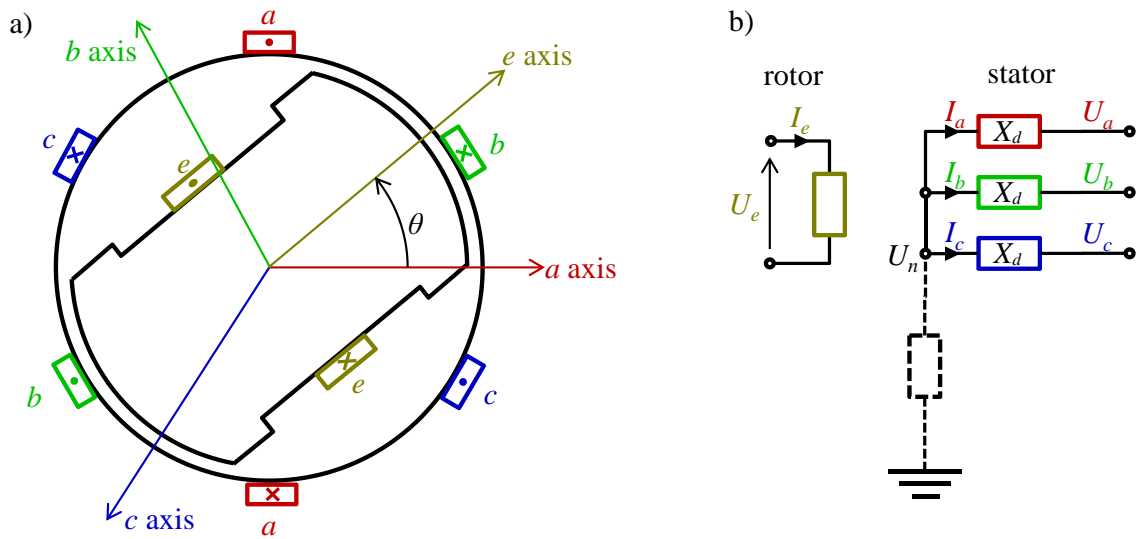 a)
a
b axis
e axis
c
b
e
θ
a axis
e
b
c
c axis
a
b)
rotor
stator
I_e
U_e
I_a X_d U_a
I_b X_d U_b
I_c X_d U_c
U_n